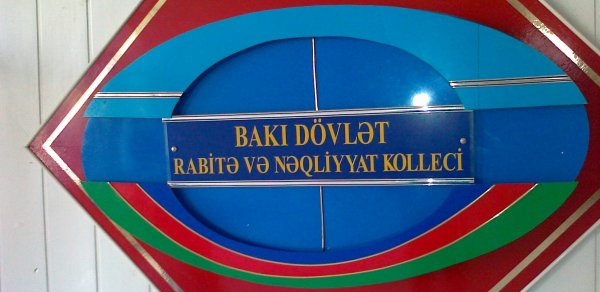 BAKI DÖVLƏT
RABİTƏ VƏ NƏQLİYYAT KOLLECİ